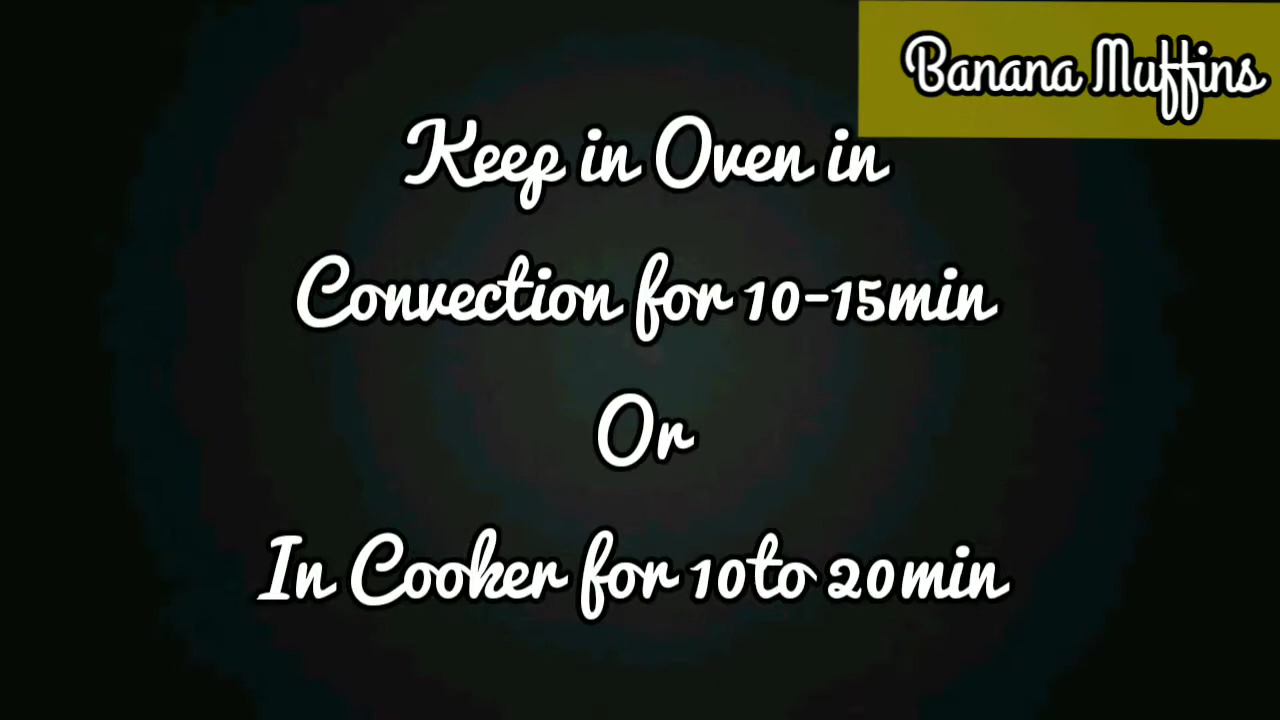 Banana Muffins
Keep in Oven in
Convection for 10-15min
Or
In Cooker for 10to 20min